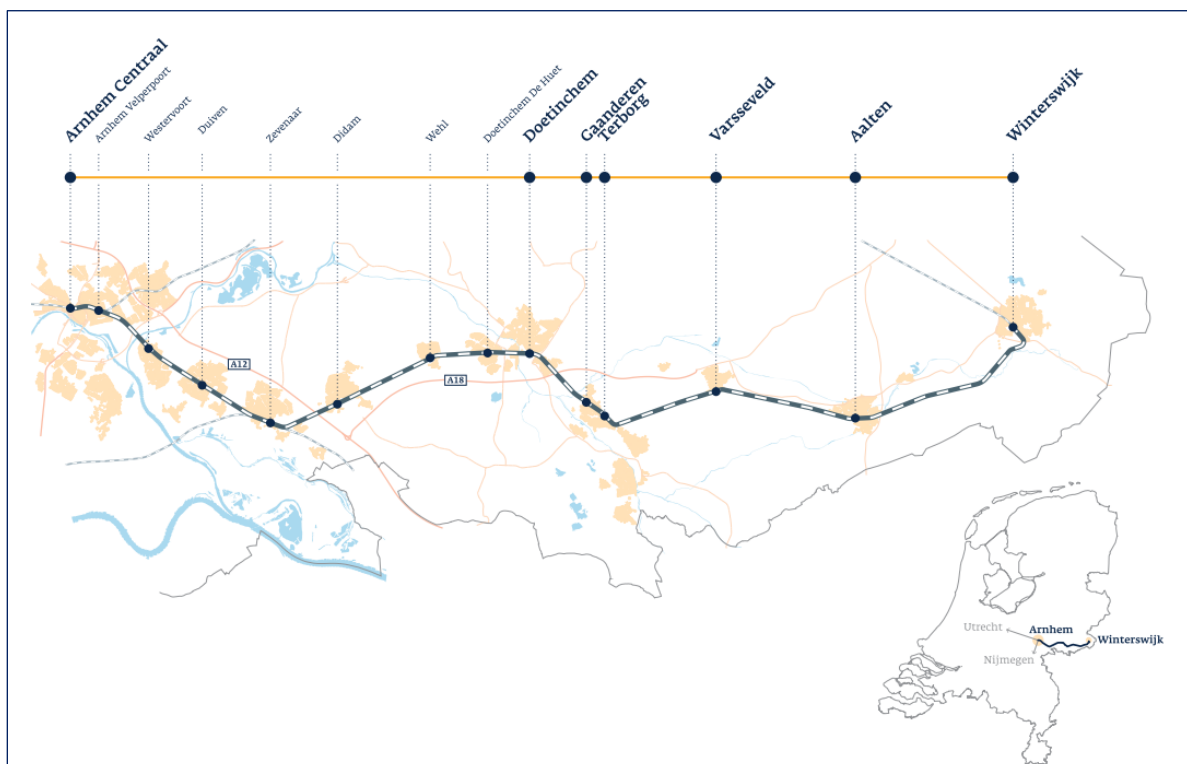 Arnhem Centraal
Arnhem Velperpoort
Westervoort
Duiven
Zevenaar
Didam
Wehl
Doetinchem De Huet
Doetinchem
Gaanderen
Terborg
Varsseveld
Aalten
Winterswijk
A12
A18
Utrecht
Arnhem
Winterswijk
Nijmegen